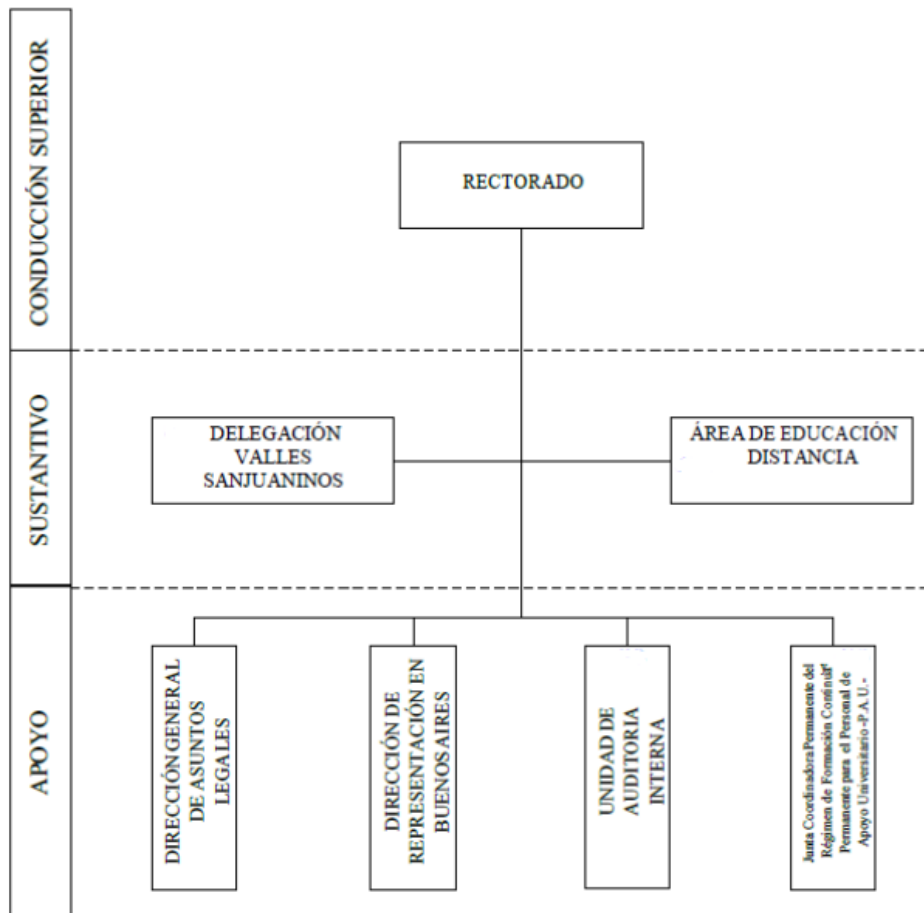 CONDUCCIÓN SUPERIOR
RECTORADO
SUSTANTIVO
DELEGACIÓN
VALLES
SANJUANINOS
ÁREA DE EDUCACIÓN
DISTANCIA
APOYO
DIRECCIÓN GENERAL
DE ASUNTOS
LEGALES
DIRECCIÓN DE
REPRESENTACIÓN EN
BUENOS AIRES
UNIDAD DE
AUDITORIA
INTERNA
Junta Coordinadora Permanente del
Régimen de Formación
Permanente para el Personal de
Apoyo Universitario -P.A.U.-